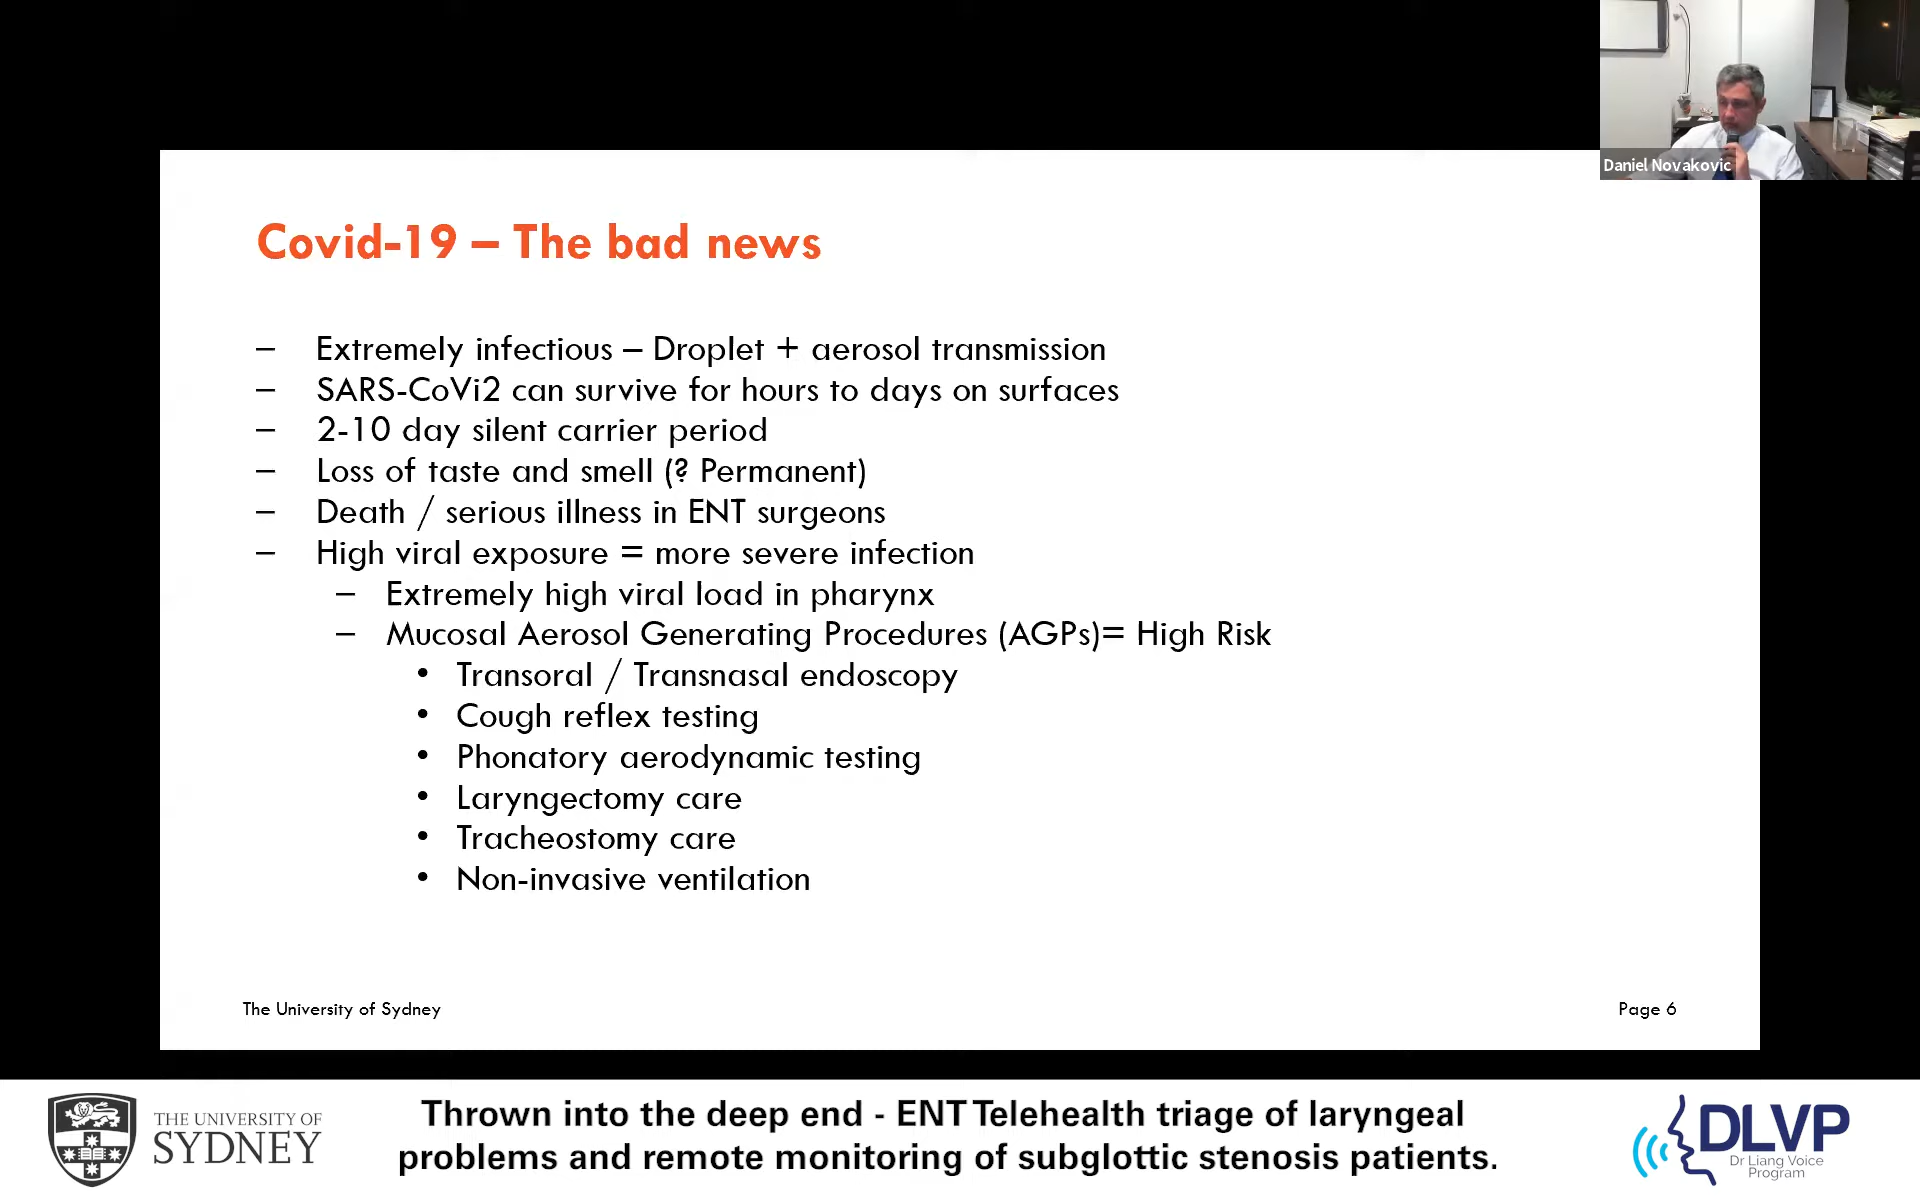 Daniel Novakovic
Covid-19 – The bad news
– Extremely infectious – Droplet + aerosol transmission
– SARS-CoVi2 can survive for hours to days on surfaces
– 2-10 day silent carrier period
– Loss of taste and smell (? Permanent)
– Death / serious illness in ENT surgeons
– High viral exposure = more severe infection
– Extremely high viral load in pharynx
– Mucosal Aerosol Generating Procedures (AGPs)= High Risk
• Transoral / Transnasal endoscopy
• Cough reflex testing
• Phonatory aerodynamic testing
• Laryngectomy care
• Tracheostomy care
• Non-invasive ventilation
The University of Sydney
Page 6
THE UNIVERSITY OF
SYDNEY
Thrown into the deep end - ENT Telehealth triage of laryngeal
problems and remote monitoring of subglottic stenosis patients.
DLVP
Dr Liang Voice
Program